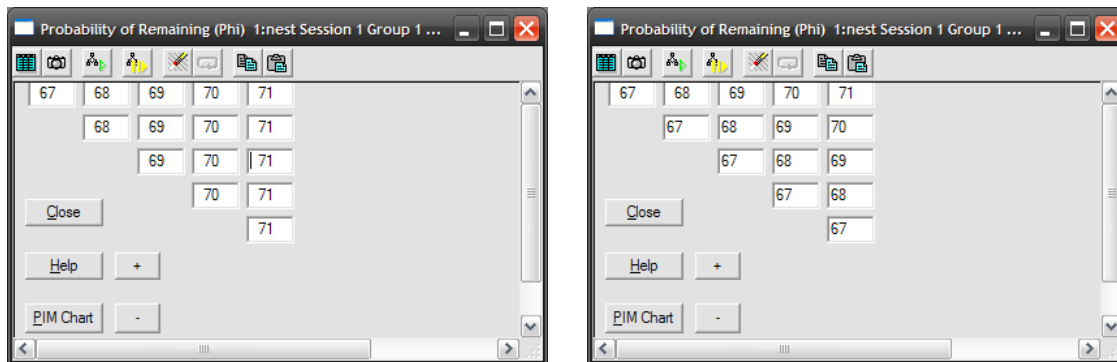 Probability of Remaining (Phi) 1:nest Session 1 Group 1 ...
67 68 69 70 71
68 69 70 71
69 70 71
70 71
Close
71
Help +
PIM Chart -
Probability of Remaining (Phi) 1:nest Session 1 Group 1 ...
67 68 69 70 71
67 68 69 70
67 68 69
67 68
Close
67
Help +
PIM Chart -